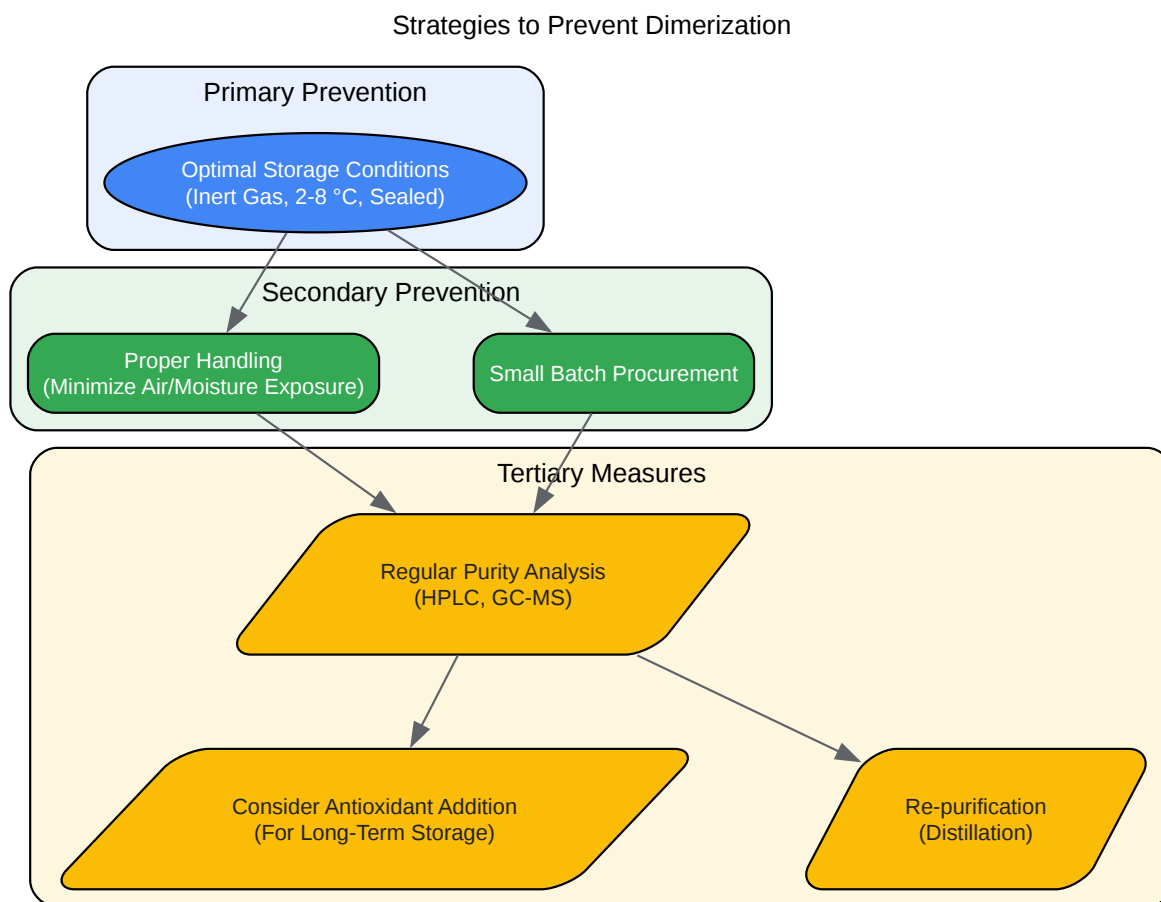 Strategies to Prevent Dimerization
Primary Prevention
Optimal Storage Conditions
(Inert Gas, 2-8 °C, Sealed)
Secondary Prevention
Proper Handling
(Minimize Air/Moisture Exposure)
Small Batch Procurement
Tertiary Measures
Regular Purity Analysis
(HPLC, GC-MS)
Consider Antioxidant Addition
(For Long-Term Storage)
Re-purification
(Distillation)